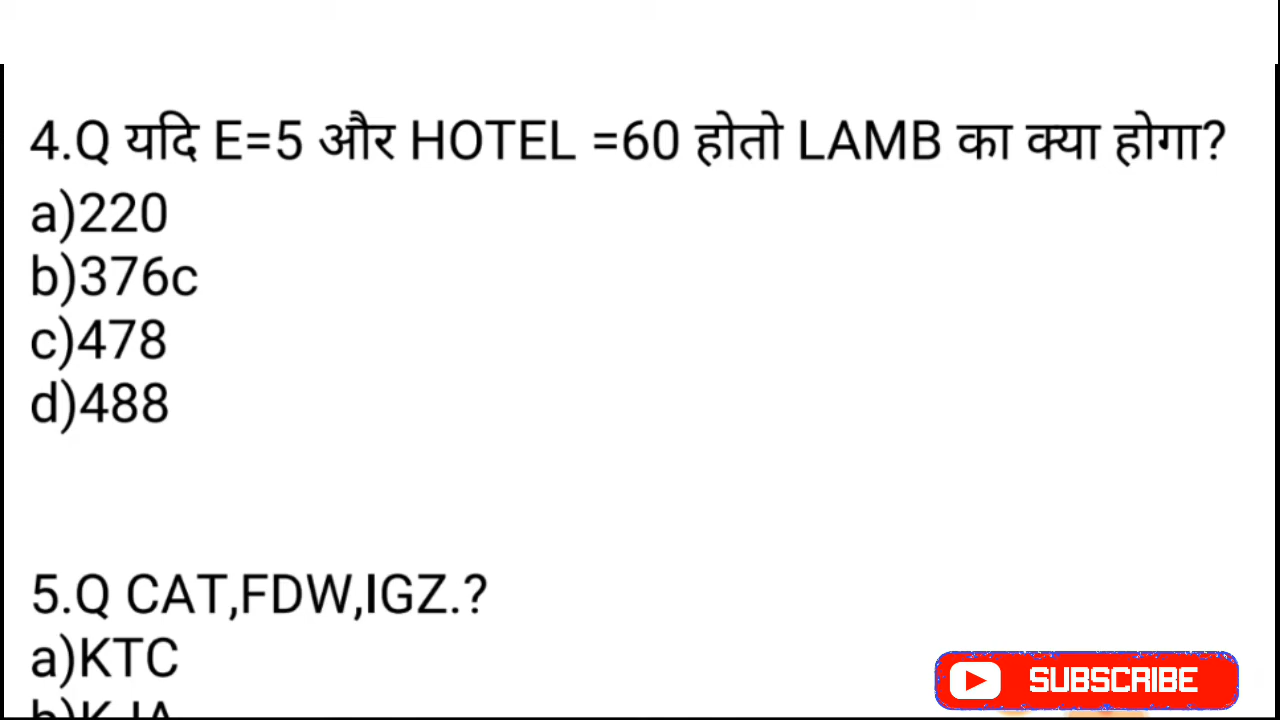 4.Q यदि E=5 और HOTEL =60 होतो LAMB का क्या होगा?
a)220
b)376c
c)478
d)488
5.Q CAT,FDW,IGZ.?
a)KTC
SUBSCRIBE